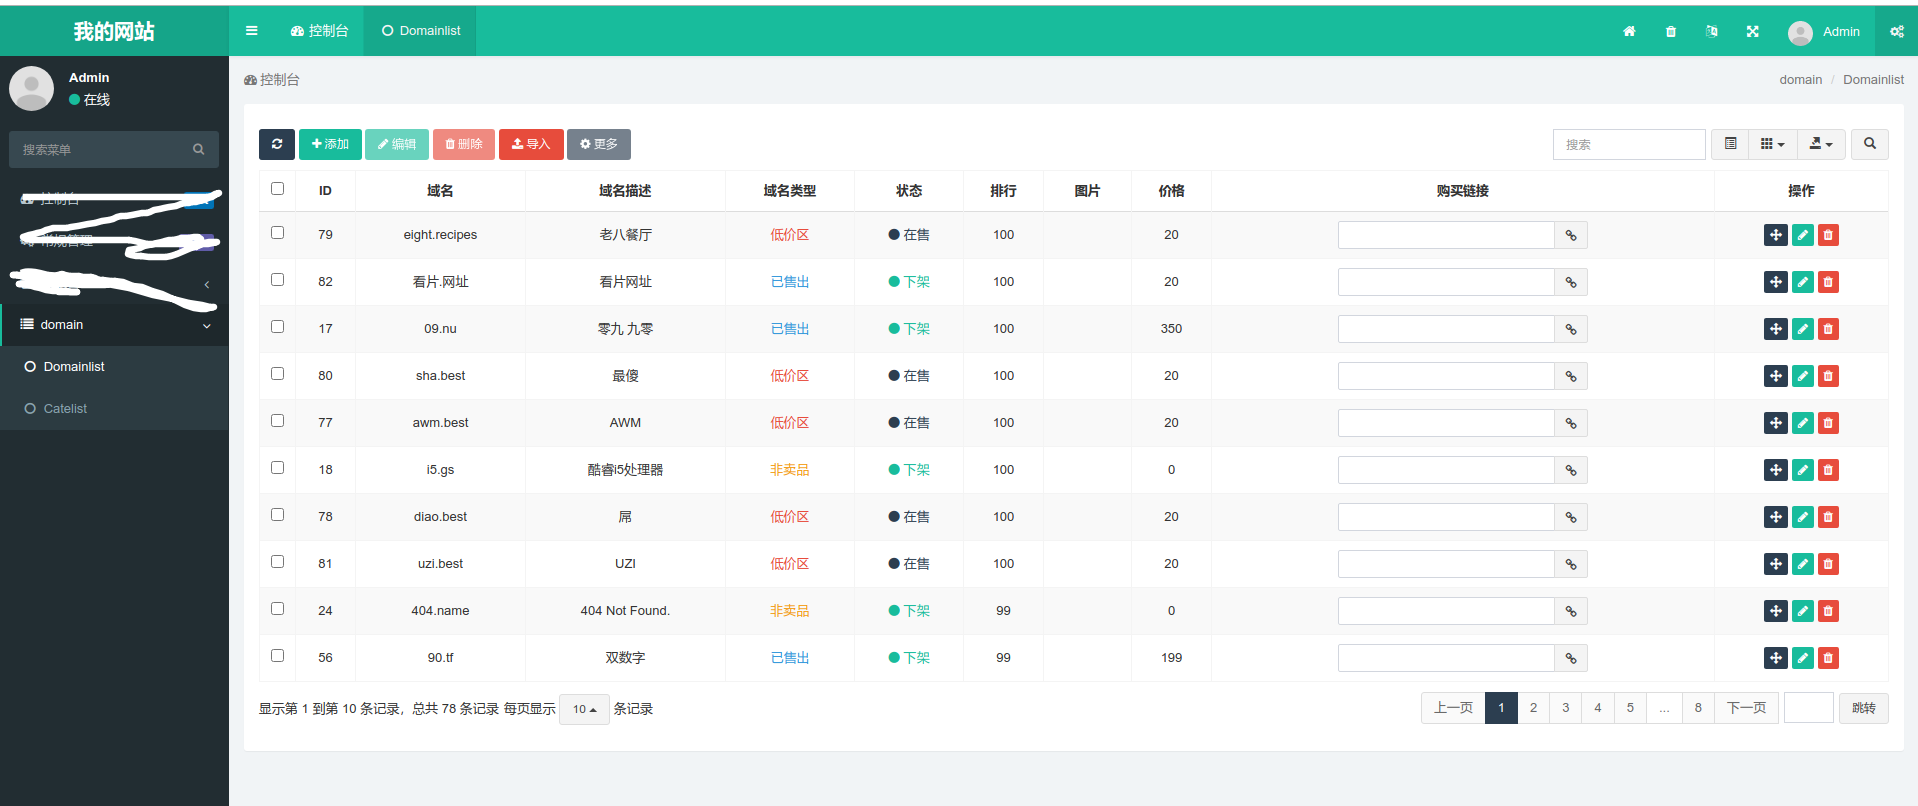 我的网站 控制台 Domainlist Admin
Admin
在线
搜索菜单
控制台
常规管理
domain
Domainlist
Catelist
控制台 domain / Domainlist
添加 编辑 删除 导入 更多 搜索
ID 域名 域名描述 域名类型 状态 排行 图片 价格 购买链接 操作
79 eight.recipes 老八餐厅 低价区 在售 100 20
82 看片.网址 看片网址 已售出 下架 100 20
17 09.nu 零九 九零 已售出 下架 100 350
80 sha.best 最傻 低价区 在售 100 20
77 awm.best AWM 低价区 在售 100 20
18 i5.gs 酷睿i5处理器 非卖品 下架 100 0
78 diao.best 屌 低价区 在售 100 20
81 uzi.best UZI 低价区 在售 100 20
24 404.name 404 Not Found. 非卖品 下架 99 0
56 90.tf 双数字 已售出 下架 99 199
显示第 1 到第 10 条记录，总共 78 条记录 每页显示 10 条记录 上一页 1 2 3 4 5 ... 8 下一页 跳转